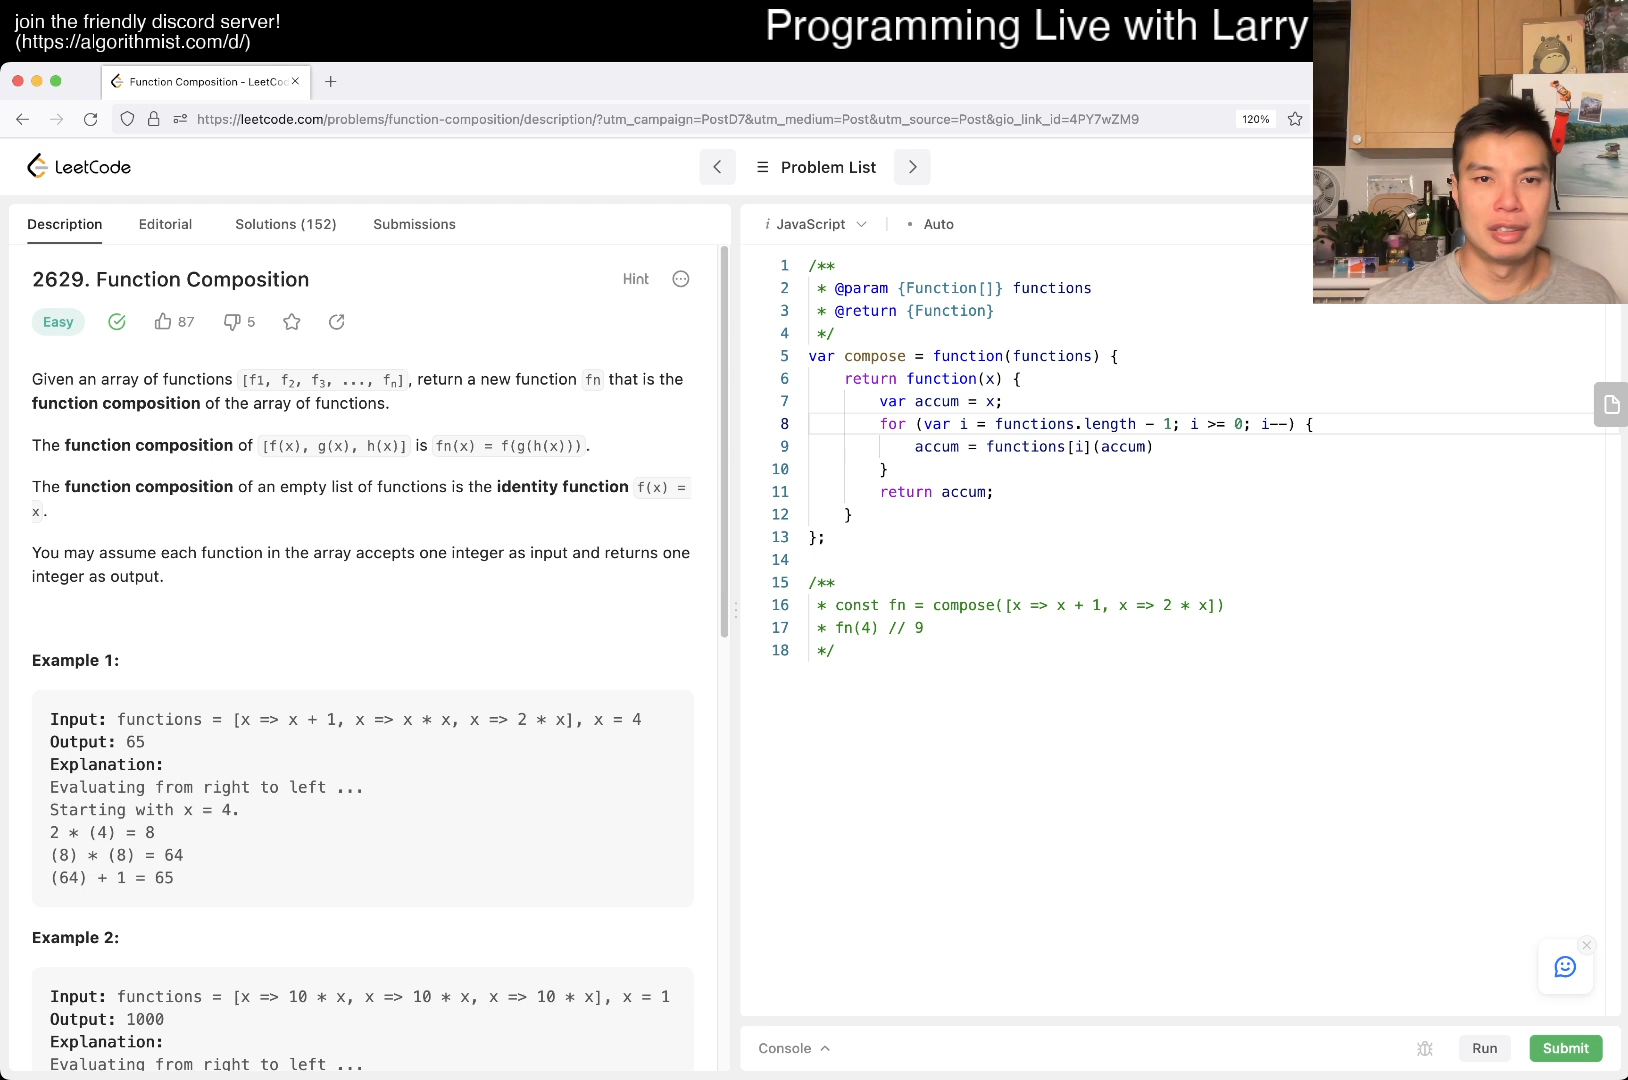 join the friendly discord server!
(https://algorithmist.com/d/)
Programming Live with Larry
Function Composition - LeetCo
https://leetcode.com/problems/function-composition/description/?utm_campaign=PostD7&utm_medium=Post&utm_source=Post&gio_link_id=4PY7wZM9
120%
LeetCode
Problem List
Description
Editorial
Solutions (152)
Submissions
2629. Function Composition
Hint
Easy
87
5
Given an array of functions [f1, f2, f3, ..., fn], return a new function fn that is the
function composition of the array of functions.
The function composition of [f(x), g(x), h(x)] is fn(x) = f(g(h(x))).
The function composition of an empty list of functions is the identity function f(x) =
x.
You may assume each function in the array accepts one integer as input and returns one
integer as output.
Example 1:
Input: functions = [x => x + 1, x => x * x, x => 2 * x], x = 4
Output: 65
Explanation:
Evaluating from right to left ...
Starting with x = 4.
2 * (4) = 8
(8) * (8) = 64
(64) + 1 = 65
Example 2:
Input: functions = [x => 10 * x, x => 10 * x, x => 10 * x], x = 1
Output: 1000
Explanation:
Evaluating from right to left ...
i JavaScript
• Auto
1 /**
2 * @param {Function[]} functions
3 * @return {Function}
4 */
5 var compose = function(functions) {
6 return function(x) {
7 var accum = x;
8 for (var i = functions.length - 1; i >= 0; i--) {
9 accum = functions[i](accum)
10 }
11 return accum;
12 }
13 };
14
15 /**
16 * const fn = compose([x => x + 1, x => 2 * x])
17 * fn(4) // 9
18 */
Console
Run
Submit